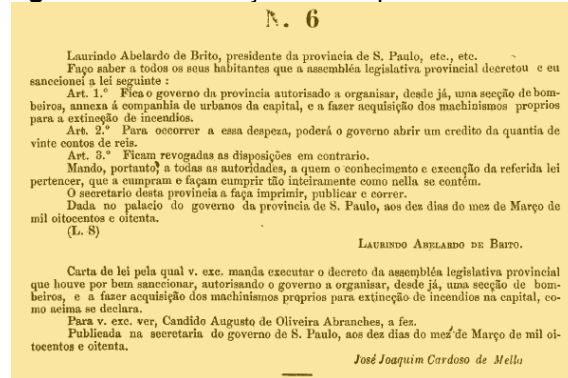 N. 6
Laurindo Abelardo de Brito, presidente da provincia de S. Paulo, etc., etc.
Faço saber a todos os seus habitantes que a assembléa legislativa provincial decretou e eu
sanccionei a lei seguinte :
Art. 1.º Fica o governo da provincia autorisado a organisar, desde já, uma secção de bom-
beiros, annexa á companhia de urbanos da capital, e a fazer acquisição dos machinismos proprios
para a extincção de incendios.
Art. 2.º Para occorrer a essa despeza, poderá o governo abrir um credito da quantia de
vinte contos de reis.
Art. 3.º Ficam revogadas as disposições em contrario.
Mando, portanto, a todas as autoridades, a quem o conhecimento e execução da referida lei
pertencer, que a cumpram e façam cumprir tão inteiramente como nella se contém.
O secretario desta provincia a faça imprimir, publicar e correr.
Dada no palacio do governo da provincia de S. Paulo, aos dez dias do mez de Março de
mil oitocentos e oitenta.
(L. S)
LAURINDO ABELARDO DE BRITO.
Carta de lei pela qual v. exc. manda executar o decreto da assembléa legislativa provincial
que houve por bem sanccionar, autorisando o governo a organisar, desde já, uma secção de bom-
beiros, e a fazer acquisição dos machinismos proprios para extincção de incendios na capital, co-
mo acima se declara.
Para v. exc. ver, Candido Augusto de Oliveira Abranches, a fez.
Publicada na secretaria do governo de S. Paulo, aos dez dias do mez de Março de mil oi-
tocentos e oitenta.
José Joaquim Cardoso de Mello